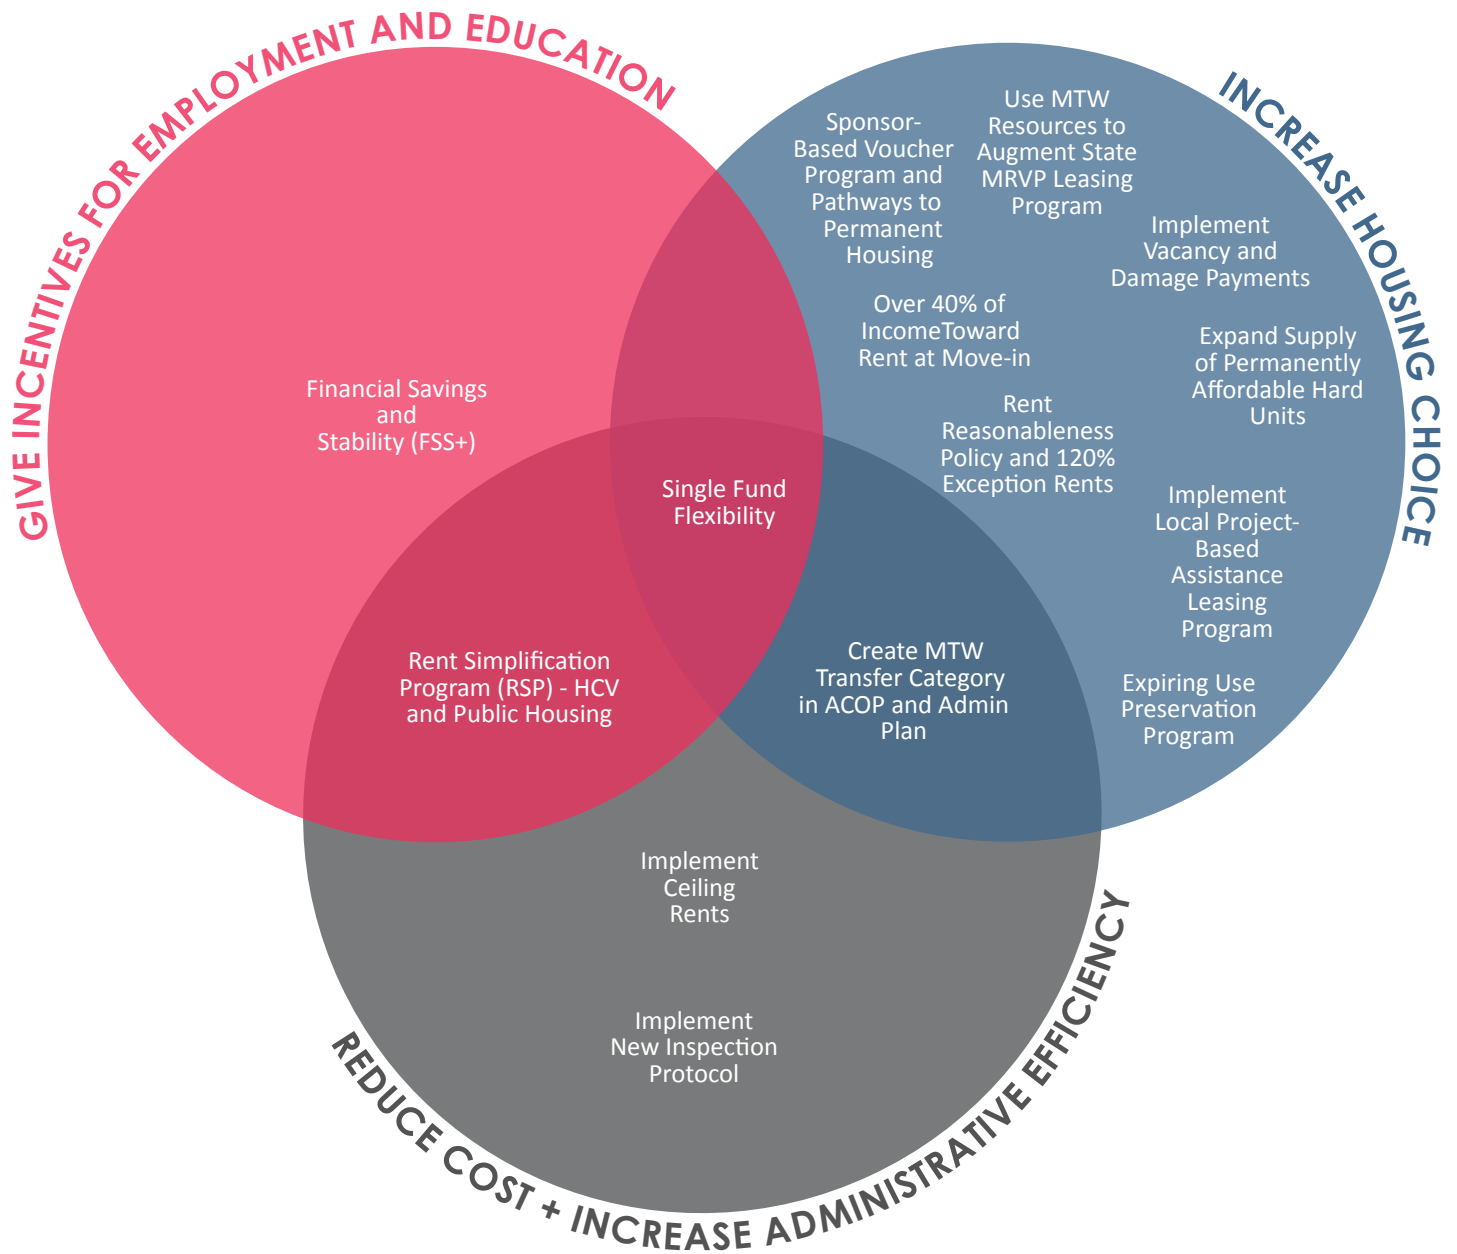 GIVE INCENTIVES FOR EMPLOYMENT AND EDUCATION
INCREASE HOUSING CHOICE
Sponsor-
Based Voucher
Program and
Pathways to
Permanent
Housing
Use MTW
Resources to
Augment State
MRVP Leasing
Program
Implement
Vacancy and
Damage Payments
Over 40% of
IncomeToward
Rent at Move-in
Expand Supply
of Permanently
Affordable Hard
Units
Financial Savings
and
Stability (FSS+)
Rent
Reasonableness
Policy and 120%
Exception Rents
Single Fund
Flexibility
Implement
Local Project-
Based
Assistance
Leasing
Program
Rent Simplification
Program (RSP) - HCV
and Public Housing
Create MTW
Transfer Category
in ACOP and Admin
Plan
Expiring Use
Preservation
Program
Implement
Ceiling
Rents
Implement
New Inspection
Protocol
REDUCE COST + INCREASE ADMINISTRATIVE EFFICIENCY